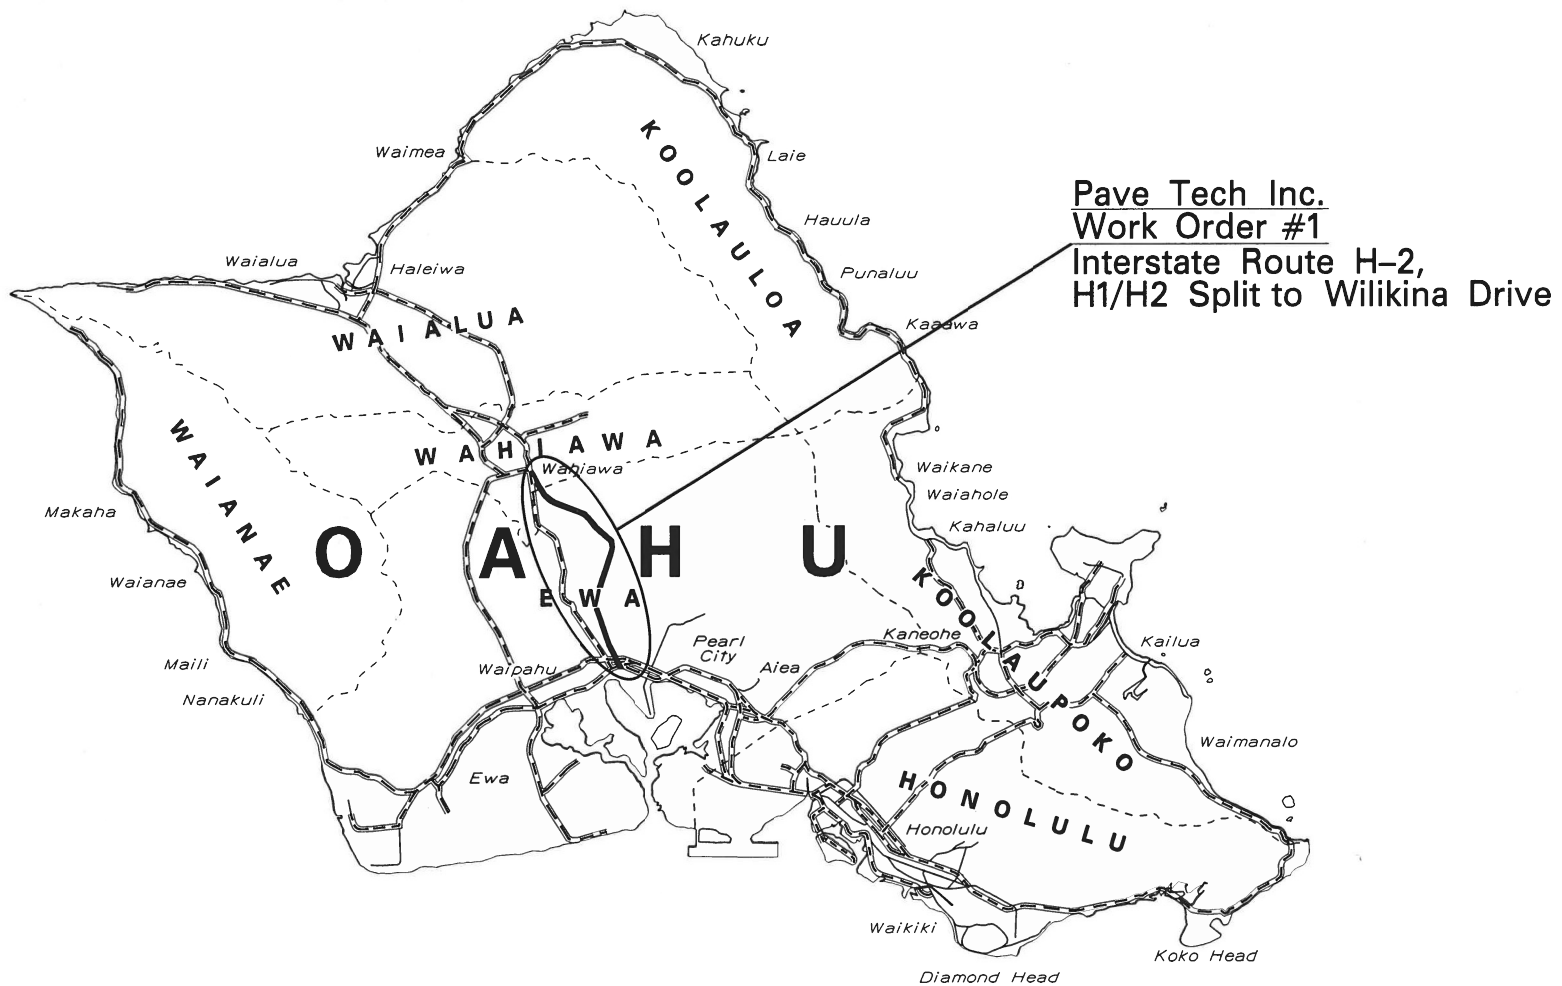 Kahuku
Waimea
KOOLAULOA
Laie
Pave Tech Inc.
Work Order #1
Interstate Route H-2,
H1/H2 Split to Wilikina Drive
Hauula
Waialua
Haleiwa
Punaluu
WAIALUA
Kaaawa
WAIANAE
WAHIAWA
Wahiawa
Waikane
Waiahole
Makaha
Kahaluu
OAHU
Waianae
EWA
KOOLAUPOKO
Kaneohe
Pearl
City
Kailua
Maili
Waipahu
Aiea
Nanakuli
Waimanalo
Ewa
HONOLULU
Honolulu
Waikiki
Koko Head
Diamond Head